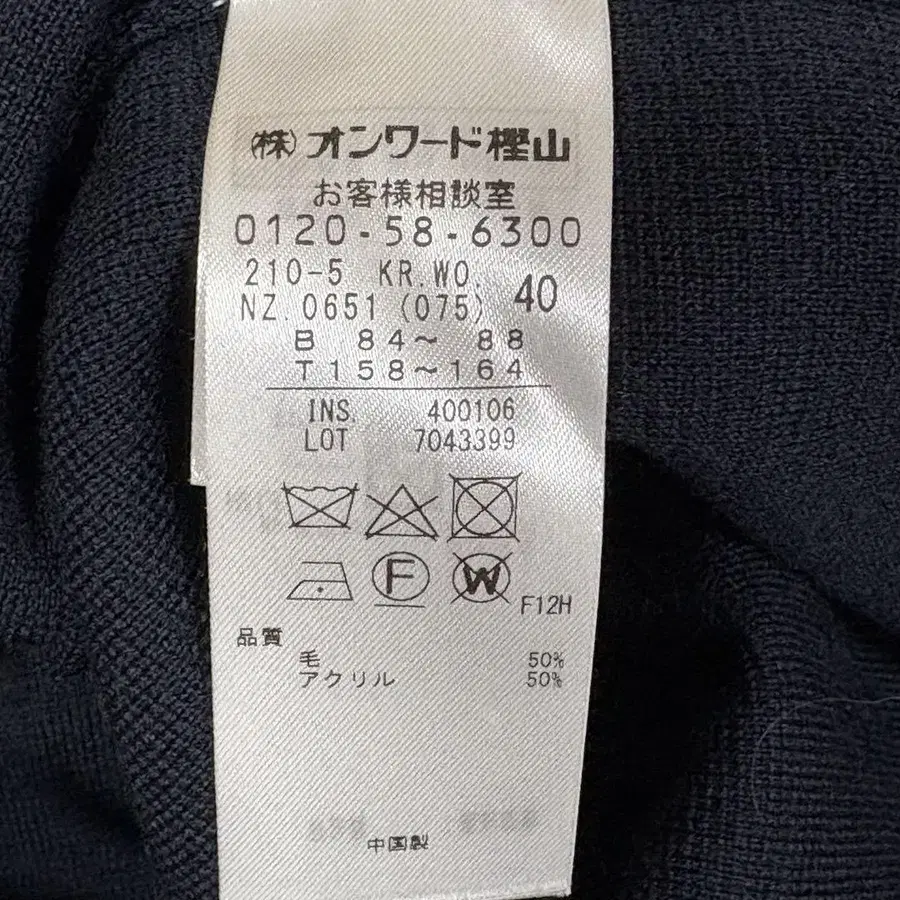 (株)オンワード樫山
お客様相談室
0120-58-6300
210-5 KR.WO. 40
NZ.0651 (075)
B 84～ 88
T158～164
INS. 400106
LOT 7043399
F W
F12H
品質
毛 50%
アクリル 50%
中国製